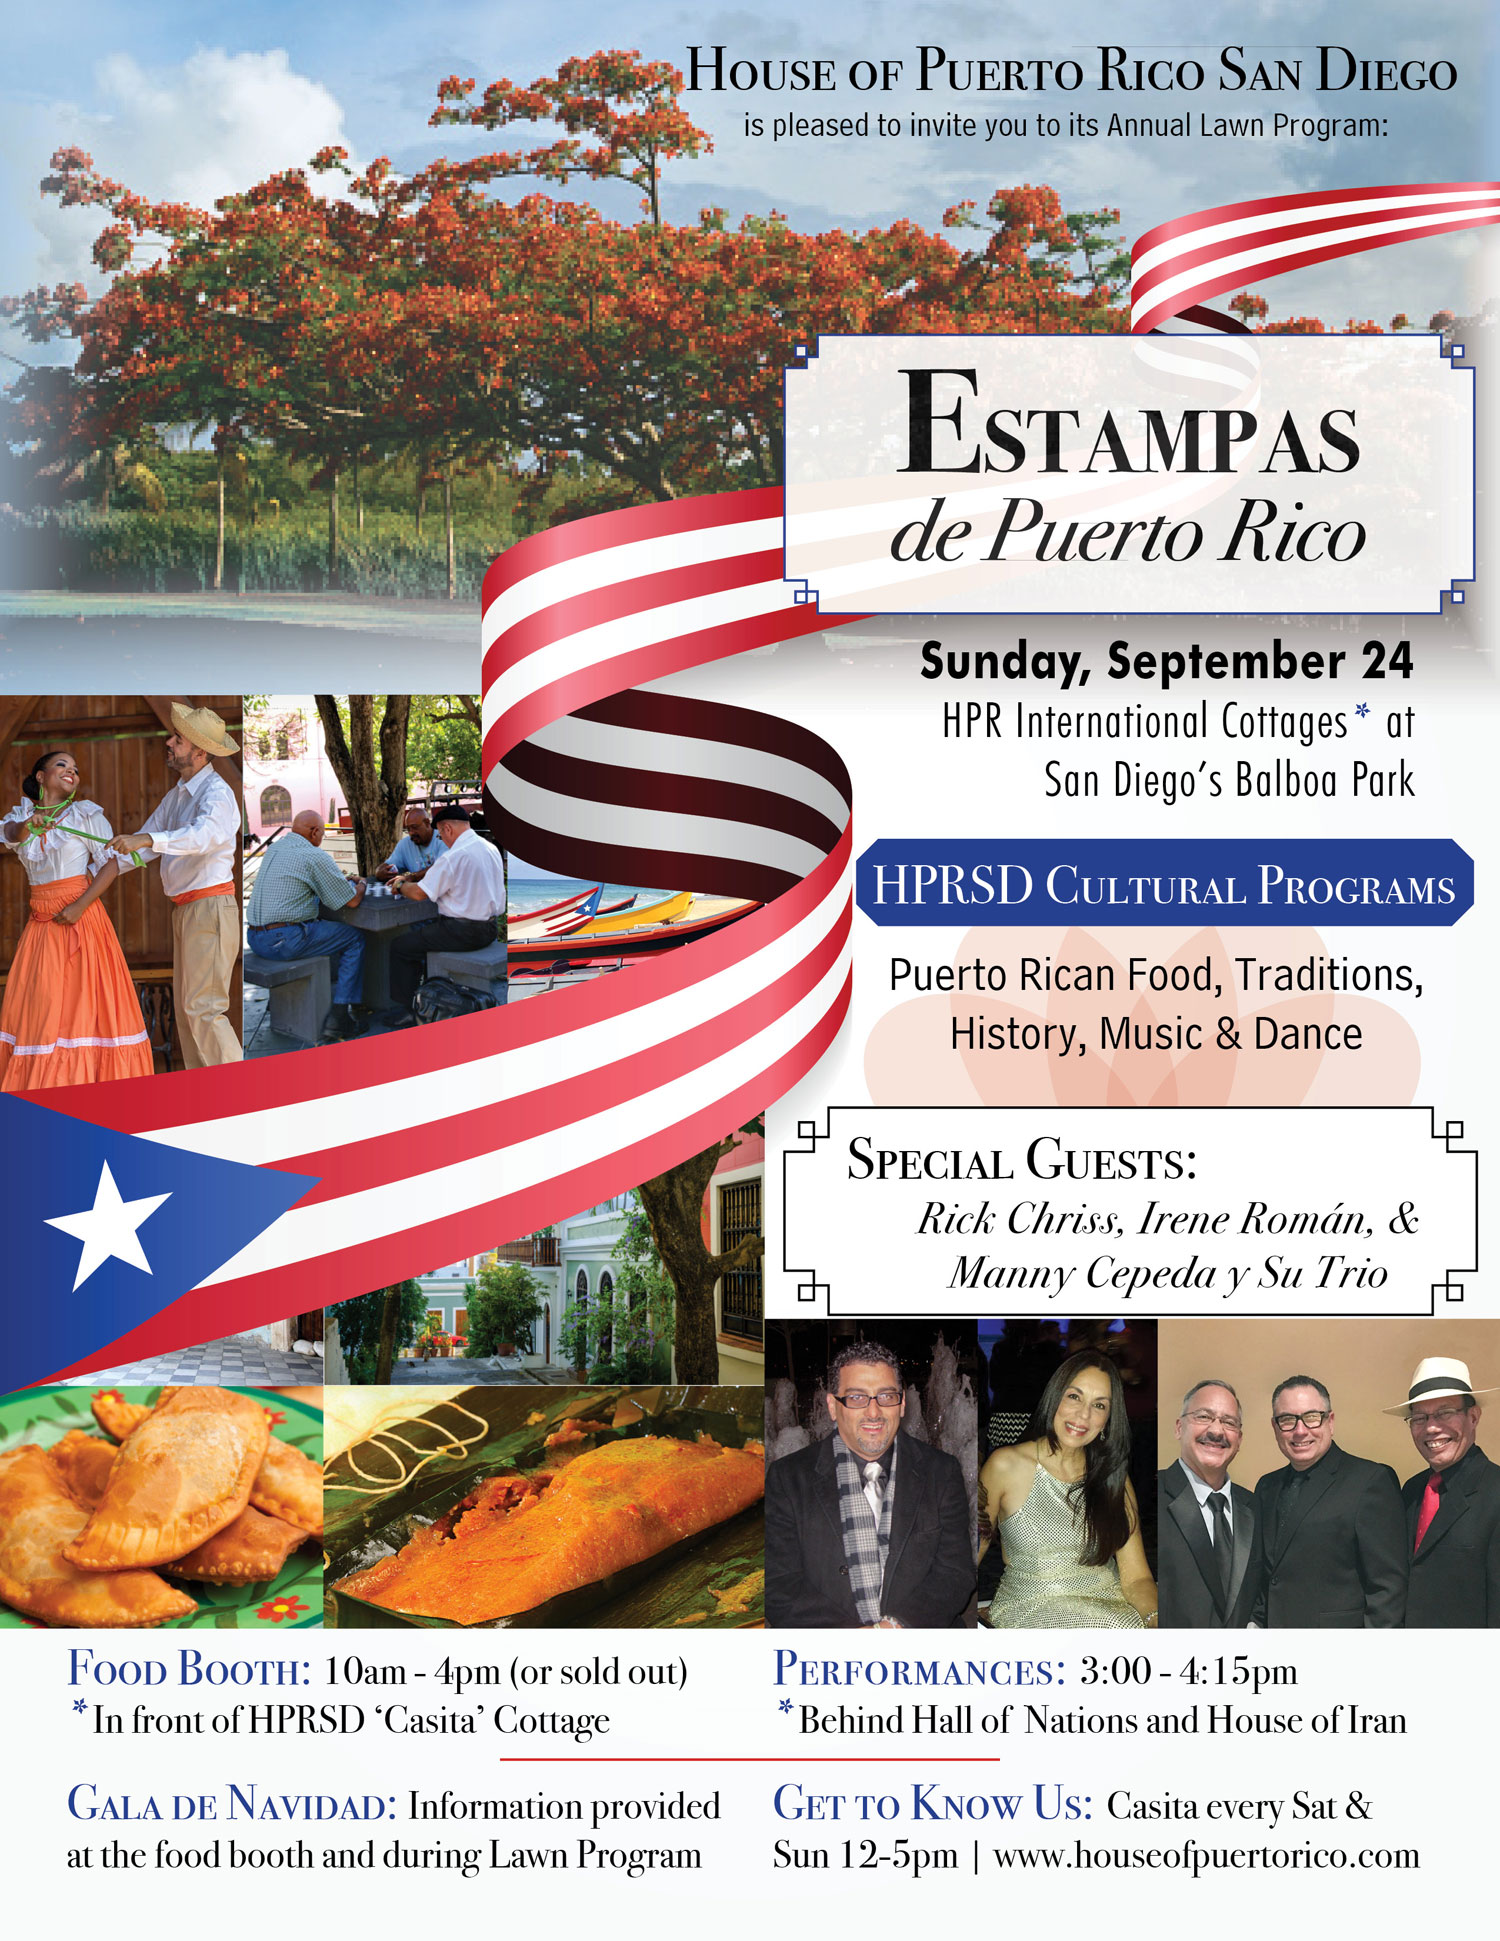 House of Puerto Rico San Diego
is pleased to invite you to its Annual Lawn Program:
Estampas
de Puerto Rico
Sunday, September 24
HPR International Cottages* at
San Diego's Balboa Park
HPRSD Cultural Programs
Puerto Rican Food, Traditions,
History, Music & Dance
Special Guests:
Rick Chriss, Irene Román, &
Manny Cepeda y Su Trio
Food Booth: 10am - 4pm (or sold out)
*In front of HPRSD ‘Casita’ Cottage
Performances: 3:00 - 4:15pm
*Behind Hall of Nations and House of Iran
Gala de Navidad: Information provided
at the food booth and during Lawn Program
Get to Know Us: Casita every Sat &
Sun 12-5pm | www.houseofpuertorico.com